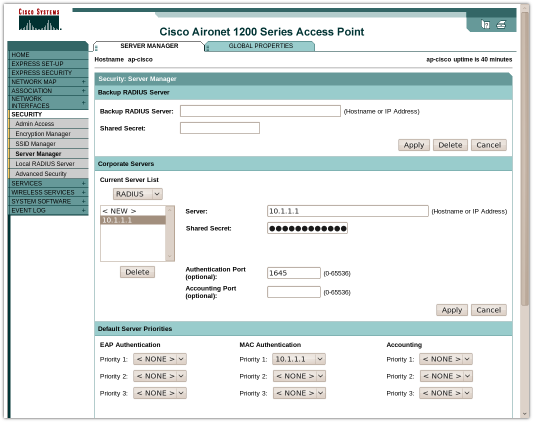 CISCO SYSTEMS
Cisco Aironet 1200 Series Access Point
SERVER MANAGER
GLOBAL PROPERTIES
Hostname ap-cisco
ap-cisco uptime is 40 minutes
HOME
EXPRESS SET-UP
EXPRESS SECURITY
NETWORK MAP +
ASSOCIATION +
NETWORK
INTERFACES +
SECURITY
Admin Access
Encryption Manager
SSID Manager
Server Manager
Local RADIUS Server
Advanced Security
SERVICES +
WIRELESS SERVICES +
SYSTEM SOFTWARE +
EVENT LOG +
Security: Server Manager
Backup RADIUS Server
Backup RADIUS Server: (Hostname or IP Address)
Shared Secret:
Apply Delete Cancel
Corporate Servers
Current Server List
RADIUS
< NEW >
10.1.1.1
Delete
Server: 10.1.1.1 (Hostname or IP Address)
Shared Secret: ●●●●●●●●●●●●
Authentication Port
(optional): 1645 (0-65536)
Accounting Port
(optional): (0-65536)
Apply Cancel
Default Server Priorities
EAP Authentication MAC Authentication Accounting
Priority 1: < NONE > Priority 1: 10.1.1.1 Priority 1: < NONE >
Priority 2: < NONE > Priority 2: < NONE > Priority 2: < NONE >
Priority 3: < NONE > Priority 3: < NONE > Priority 3: < NONE >